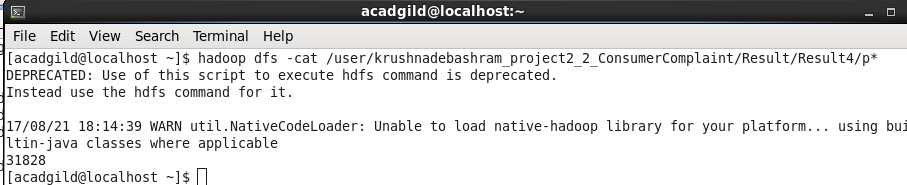 acadgild@localhost:~
File Edit View Search Terminal Help
[acadgild@localhost ~]$ hadoop dfs -cat /user/krushnadebashram_project2_2_ConsumerComplaint/Result/Result4/p*
DEPRECATED: Use of this script to execute hdfs command is deprecated.
Instead use the hdfs command for it.
17/08/21 18:14:39 WARN util.NativeCodeLoader: Unable to load native-hadoop library for your platform... using bui
ltin-java classes where applicable
31828
[acadgild@localhost ~]$